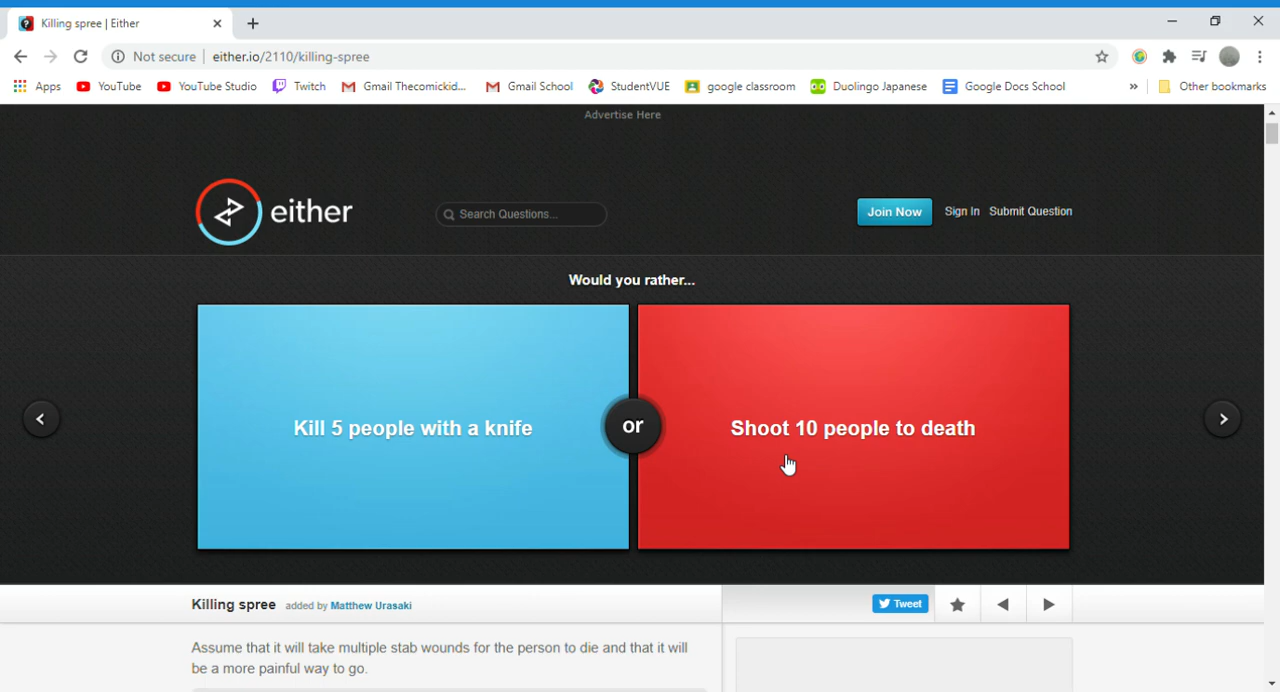 Killing spree | Either
Not secure | either.io/2110/killing-spree
Apps YouTube YouTube Studio Twitch Gmail Thecomickid... Gmail School StudentVUE google classroom Duolingo Japanese Google Docs School » Other bookmarks
Advertise Here
either
Search Questions...
Join Now Sign In Submit Question
Would you rather...
Kill 5 people with a knife
or
Shoot 10 people to death
Killing spree added by Matthew Urasaki
Tweet
Assume that it will take multiple stab wounds for the person to die and that it will
be a more painful way to go.